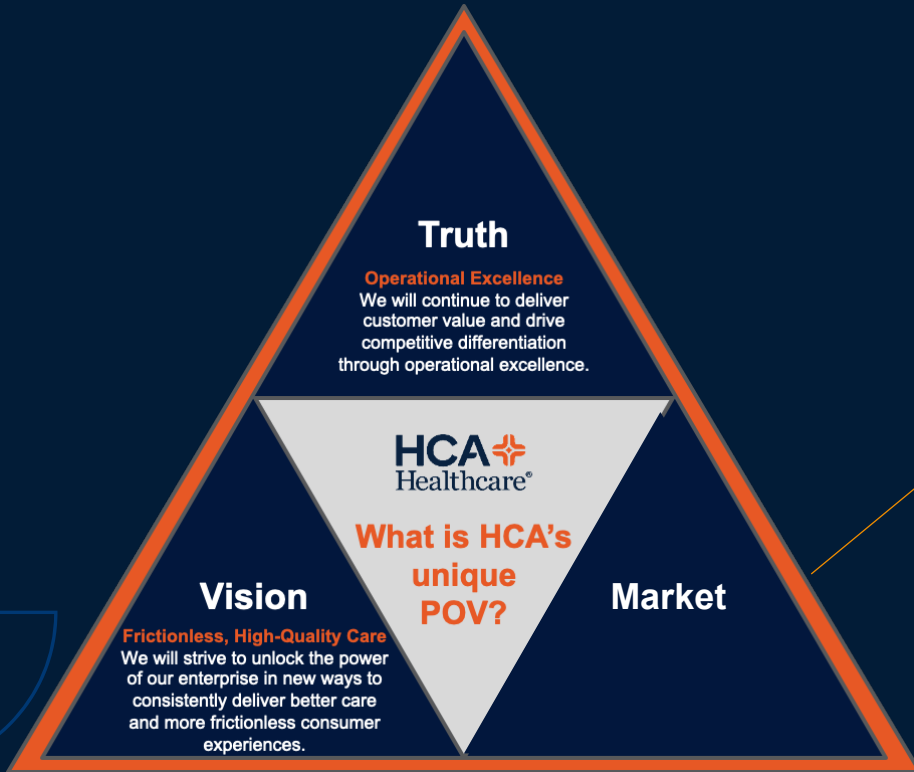 Truth
Operational Excellence
We will continue to deliver
customer value and drive
competitive differentiation
through operational excellence.
HCA
Healthcare®
What is HCA’s
unique
POV?
Vision
Frictionless, High-Quality Care
We will strive to unlock the power
of our enterprise in new ways to
consistently deliver better care
and more frictionless consumer
experiences.
Market